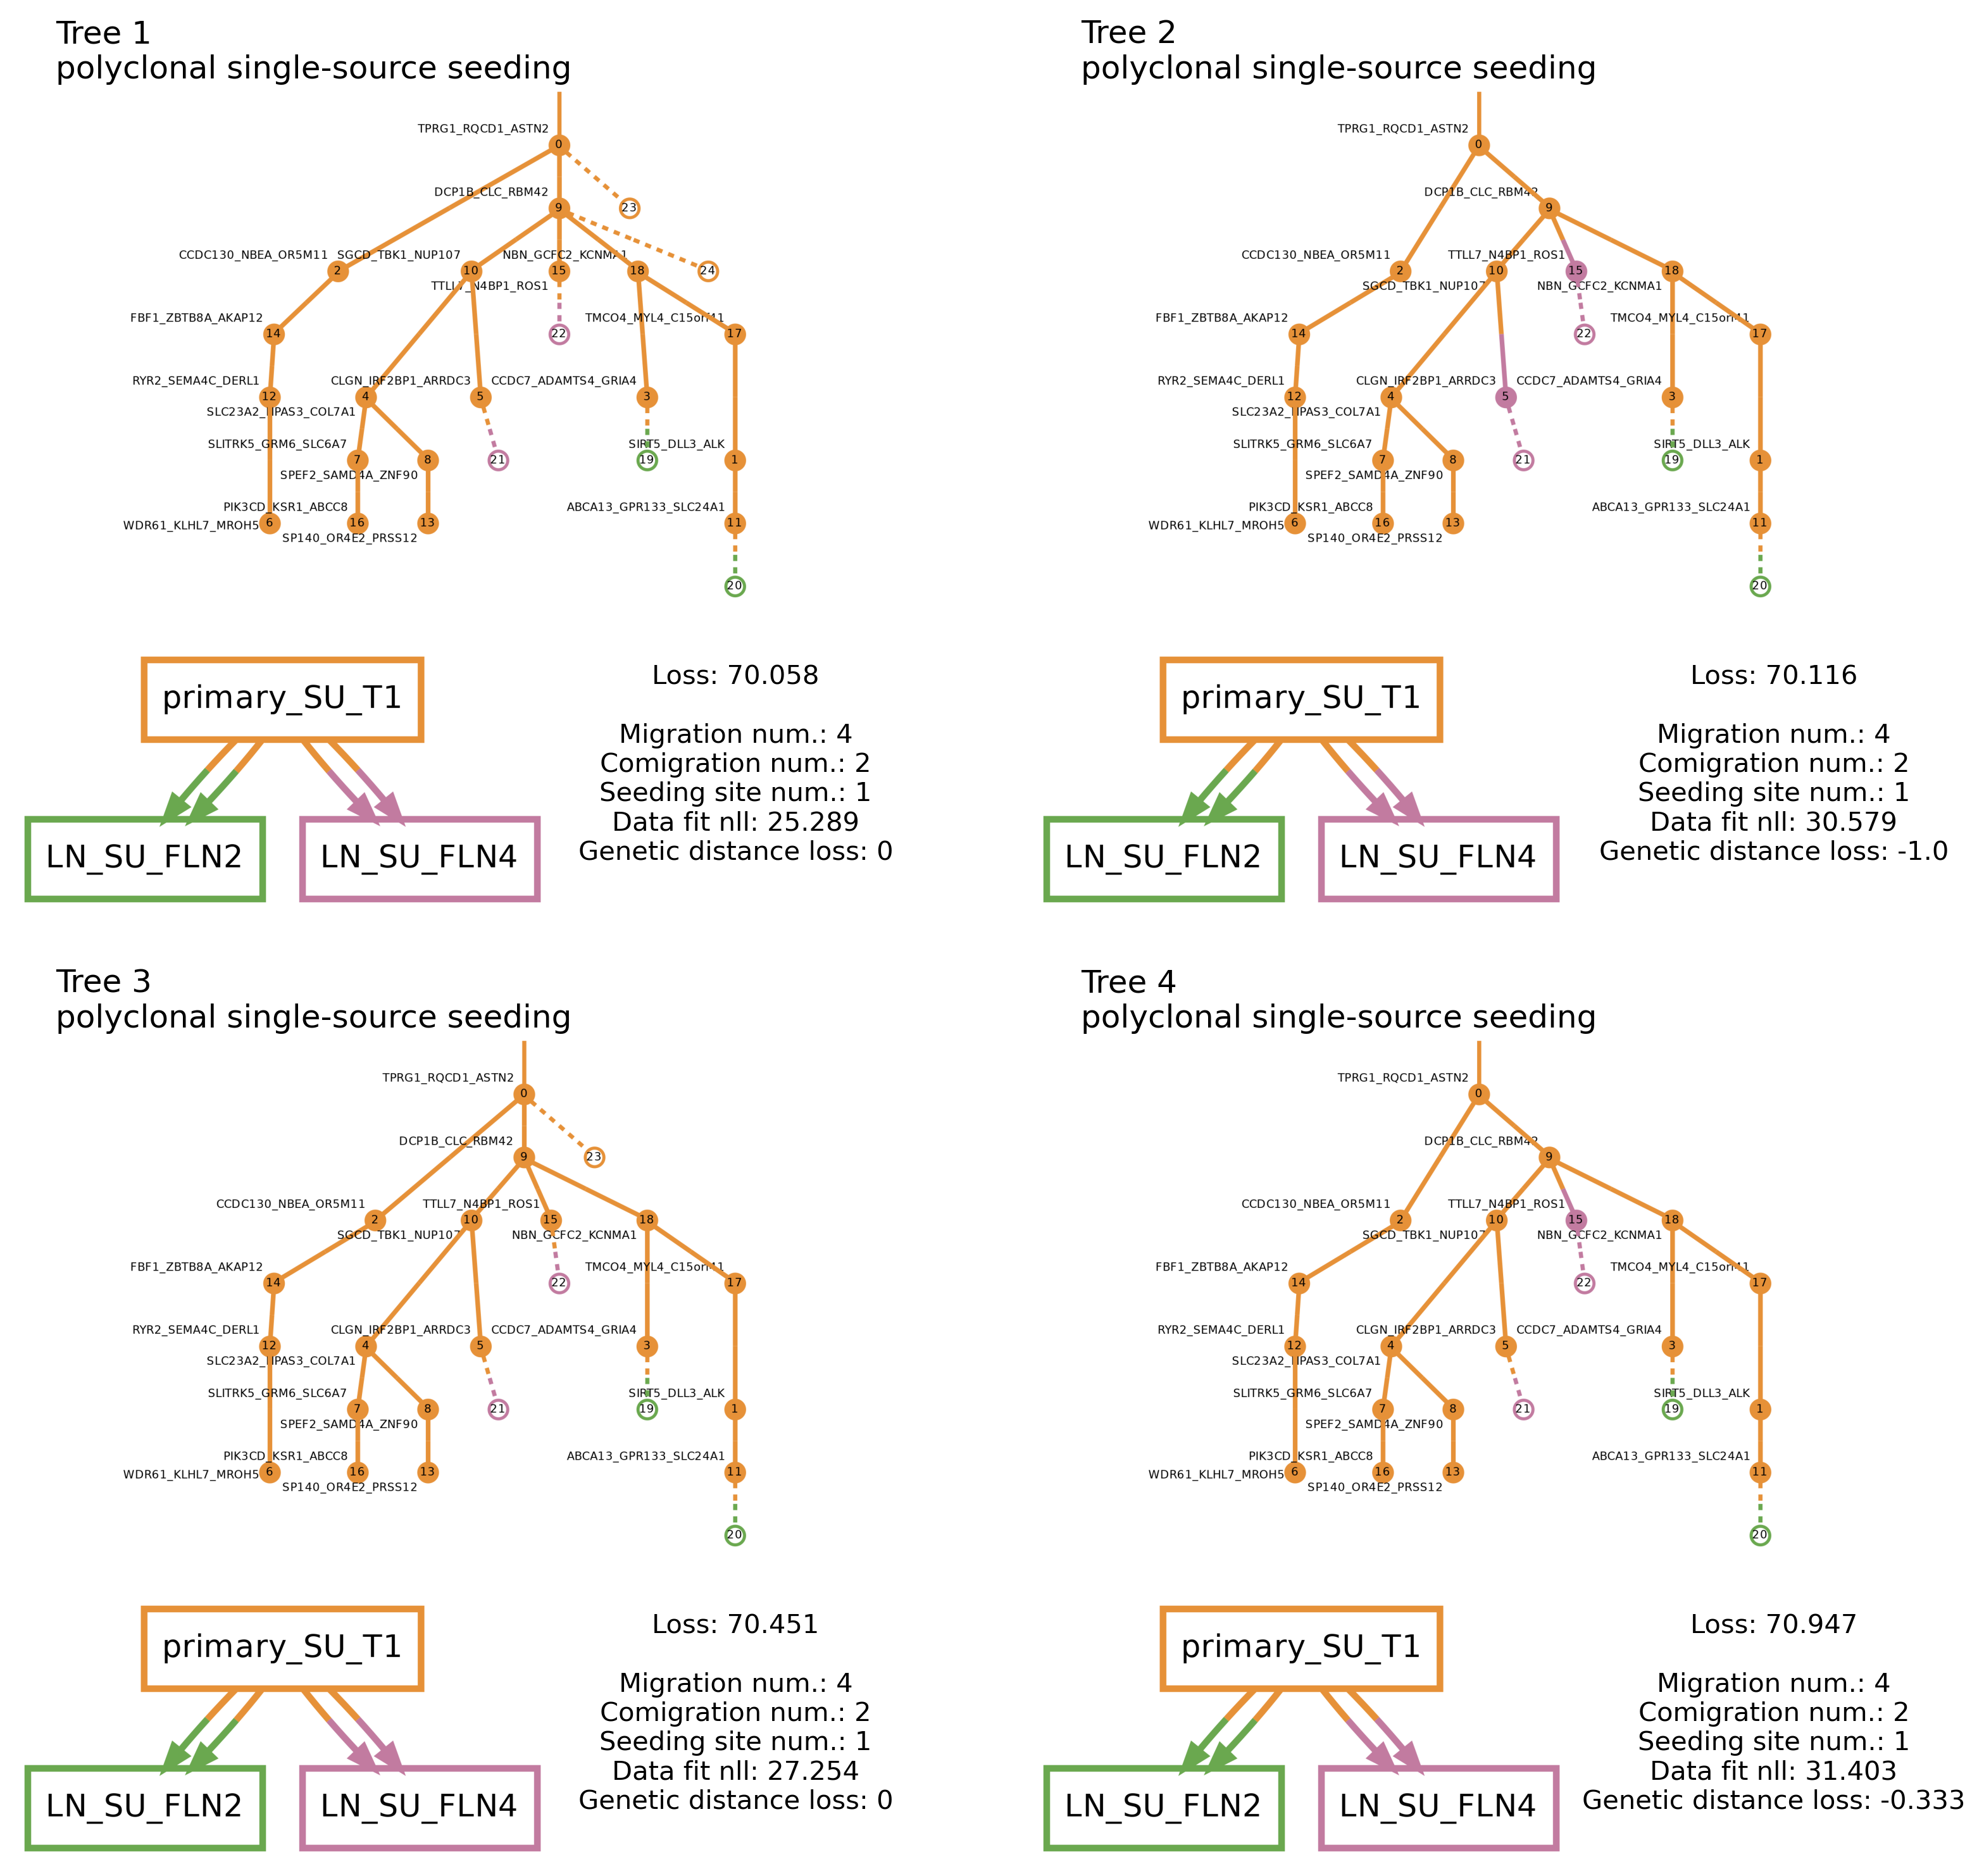 Tree 1
polyclonal single-source seeding
TPRG1_RQCD1_ASTN2
0
DCP1B_CLC_RBM42
9
23
CCDC130_NBEA_OR5M11
SGCD_TBK1_NUP107
NBN_GCFC2_KCNMA1
2
10
15
18
24
TTLL7_N4BP1_ROS1
FBF1_ZBTB8A_AKAP12
TMCO4_MYL4_C15orf41
14
22
17
RYR2_SEMA4C_DERL1
CLGN_IRF2BP1_ARRDC3
CCDC7_ADAMTS4_GRIA4
12
4
5
3
SLC23A2_TPAS3_COL7A1
SLITRK5_GRM6_SLC6A7
SIRT5_DLL3_ALK
7
8
21
19
1
SPEF2_SAMD4A_ZNF90
PIK3CD_KSR1_ABCC8
ABCA13_GPR133_SLC24A1
WDR61_KLHL7_MROH5
6
16
13
11
SP140_OR4E2_PRSS12
20
primary_SU_T1
LN_SU_FLN2
LN_SU_FLN4
Loss: 70.058
Migration num.: 4
Comigration num.: 2
Seeding site num.: 1
Data fit nll: 25.289
Genetic distance loss: 0
Tree 2
polyclonal single-source seeding
TPRG1_RQCD1_ASTN2
0
DCP1B_CLC_RBM42
9
CCDC130_NBEA_OR5M11
TTLL7_N4BP1_ROS1
2
10
15
18
SGCD_TBK1_NUP107
NBN_GCFC2_KCNMA1
FBF1_ZBTB8A_AKAP12
TMCO4_MYL4_C15orf41
14
22
17
RYR2_SEMA4C_DERL1
CLGN_IRF2BP1_ARRDC3
CCDC7_ADAMTS4_GRIA4
12
4
5
3
SLITRK5_GRM6_SLC6A7
SIRT5_DLL3_ALK
7
8
21
19
1
SPEF2_SAMD4A_ZNF90
PIK3CD_KSR1_ABCC8
ABCA13_GPR133_SLC24A1
WDR61_KLHL7_MROH5
6
16
13
11
SP140_OR4E2_PRSS12
20
primary_SU_T1
LN_SU_FLN2
LN_SU_FLN4
Loss: 70.116
Migration num.: 4
Comigration num.: 2
Seeding site num.: 1
Data fit nll: 30.579
Genetic distance loss: -1.0
Tree 3
polyclonal single-source seeding
TPRG1_RQCD1_ASTN2
0
DCP1B_CLC_RBM42
9
23
CCDC130_NBEA_OR5M11
TTLL7_N4BP1_ROS1
2
10
15
18
SGCD_TBK1_NUP107
NBN_GCFC2_KCNMA1
FBF1_ZBTB8A_AKAP12
TMCO4_MYL4_C15orf41
14
22
17
RYR2_SEMA4C_DERL1
CLGN_IRF2BP1_ARRDC3
CCDC7_ADAMTS4_GRIA4
12
4
5
3
SLITRK5_GRM6_SLC6A7
SIRT5_DLL3_ALK
7
8
21
19
1
SPEF2_SAMD4A_ZNF90
PIK3CD_KSR1_ABCC8
ABCA13_GPR133_SLC24A1
WDR61_KLHL7_MROH5
6
16
13
11
SP140_OR4E2_PRSS12
20
primary_SU_T1
LN_SU_FLN2
LN_SU_FLN4
Loss: 70.451
Migration num.: 4
Comigration num.: 2
Seeding site num.: 1
Data fit nll: 27.254
Genetic distance loss: 0
Tree 4
polyclonal single-source seeding
TPRG1_RQCD1_ASTN2
0
DCP1B_CLC_RBM42
9
CCDC130_NBEA_OR5M11
TTLL7_N4BP1_ROS1
2
10
15
18
SGCD_TBK1_NUP107
NBN_GCFC2_KCNMA1
FBF1_ZBTB8A_AKAP12
TMCO4_MYL4_C15orf41
14
22
17
RYR2_SEMA4C_DERL1
CLGN_IRF2BP1_ARRDC3
CCDC7_ADAMTS4_GRIA4
12
4
5
3
SLITRK5_GRM6_SLC6A7
SIRT5_DLL3_ALK
7
8
21
19
1
SPEF2_SAMD4A_ZNF90
PIK3CD_KSR1_ABCC8
ABCA13_GPR133_SLC24A1
WDR61_KLHL7_MROH5
6
16
13
11
SP140_OR4E2_PRSS12
20
primary_SU_T1
LN_SU_FLN2
LN_SU_FLN4
Loss: 70.947
Migration num.: 4
Comigration num.: 2
Seeding site num.: 1
Data fit nll: 31.403
Genetic distance loss: -0.333